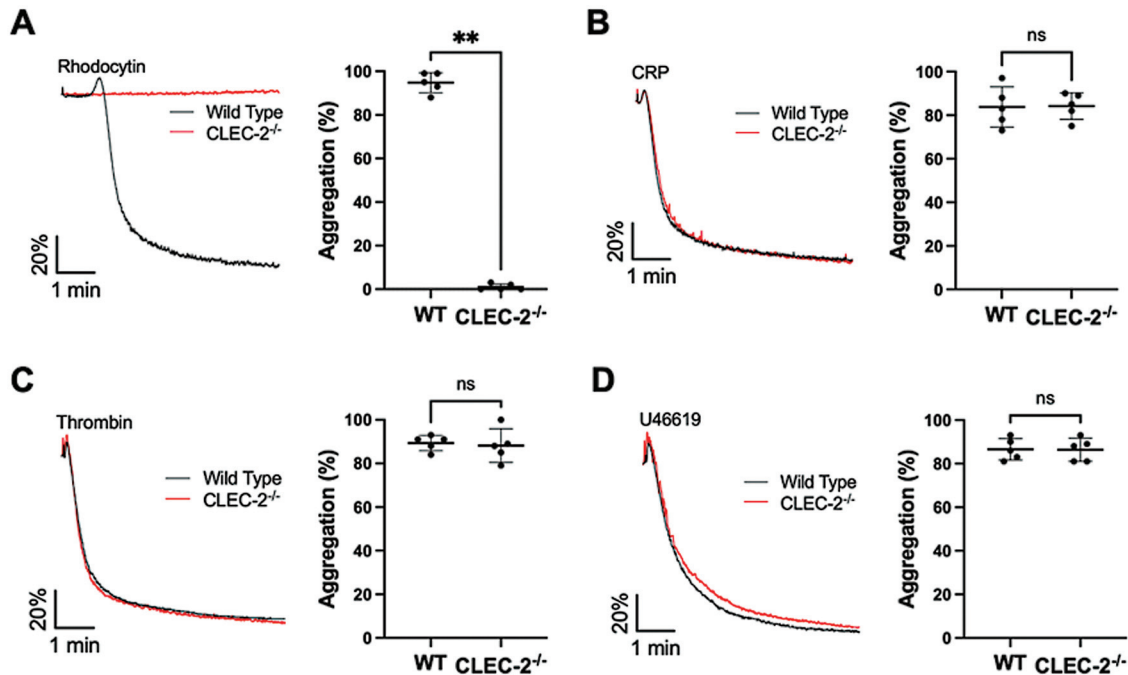 A
Rhodocytin
Wild Type
CLEC-2-/-
20%
1 min
**
Aggregation (%)
100
80
60
40
20
0
WT
CLEC-2-/-
B
CRP
Wild Type
CLEC-2-/-
20%
1 min
ns
Aggregation (%)
100
80
60
40
20
0
WT
CLEC-2-/-
C
Thrombin
Wild Type
CLEC-2-/-
20%
1 min
ns
Aggregation (%)
100
80
60
40
20
0
WT
CLEC-2-/-
D
U46619
Wild Type
CLEC-2-/-
20%
1 min
ns
Aggregation (%)
100
80
60
40
20
0
WT
CLEC-2-/-